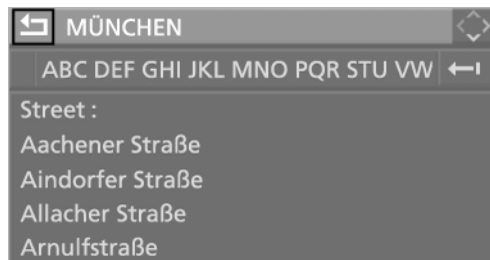 MÜNCHEN
ABC DEF GHI JKL MNO PQR STU VW
Street :
Aachener Straße
Aindorfer Straße
Allacher Straße
Arnulfstraße